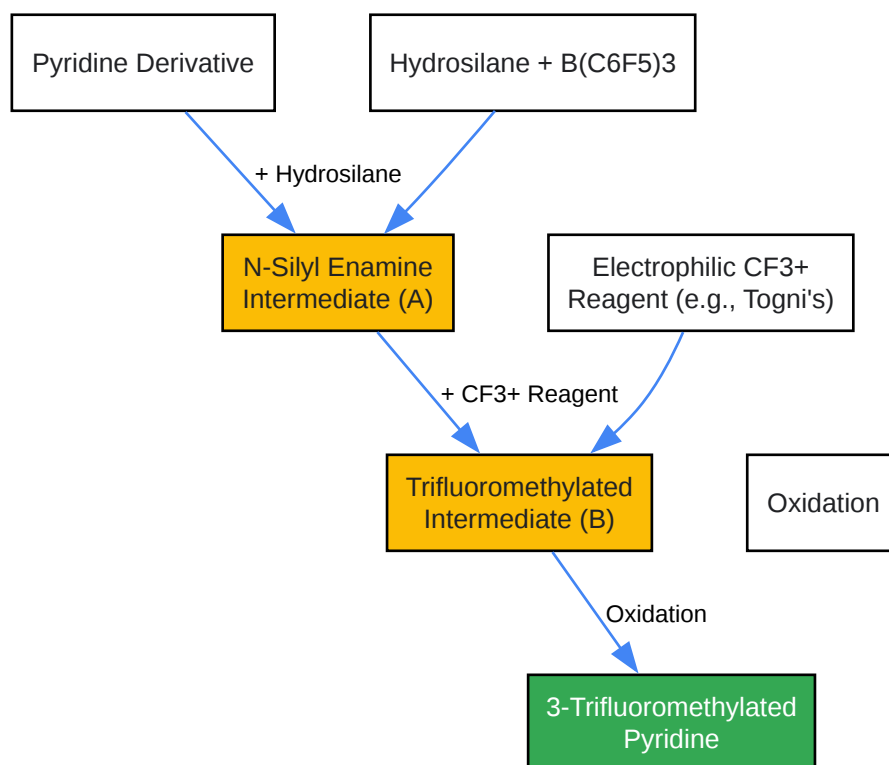 Pyridine Derivative
Hydrosilane + B(C6F5)3
+ Hydrosilane
N-Silyl Enamine
Intermediate (A)
Electrophilic CF3+
Reagent (e.g., Togni's)
+ CF3+ Reagent
Trifluoromethylated
Intermediate (B)
Oxidation
Oxidation
3-Trifluoromethylated
Pyridine